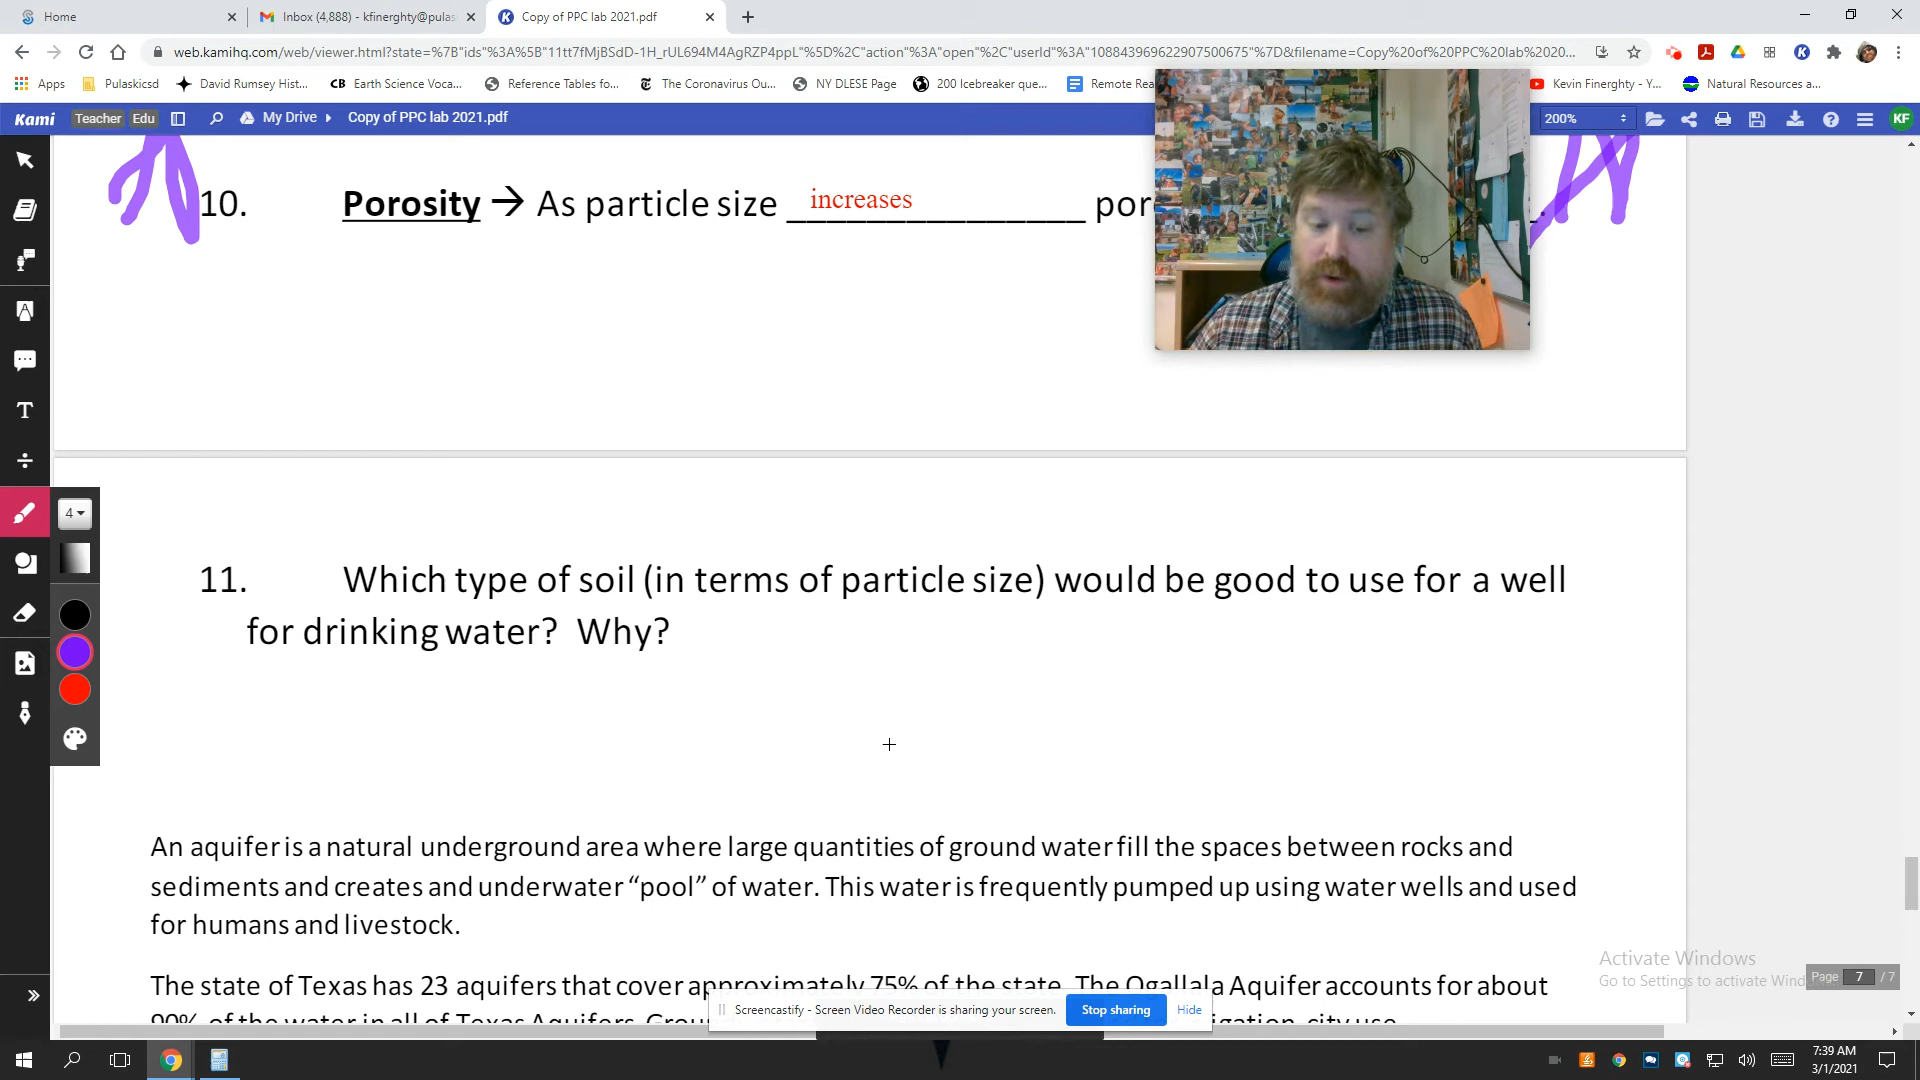 Home
Inbox (4,888) - kfinerghty@pulas
Copy of PPC lab 2021.pdf
web.kamihq.com/web/viewer.html?state=%7B"ids"%3A%5B"11tt7fMjBSdD-1H_rUL694M4AgRZP4ppL"%5D%2C"action"%3A"open"%2C"userId"%3A"108843969622907500675"%7D&filename=Copy%20of%20PPC%20lab%2020...
Apps
Pulaskicsd
David Rumsey Hist...
Earth Science Voca...
Reference Tables fo...
The Coronavirus Ou...
NY DLESE Page
200 Icebreaker que...
Remote Rea
Kevin Finerghty - Y...
Natural Resources a...
Kami
Teacher
Edu
My Drive
Copy of PPC lab 2021.pdf
200%
KF
10. Porosity → As particle size increases por
4
11. Which type of soil (in terms of particle size) would be good to use for a well
for drinking water? Why?
An aquifer is a natural underground area where large quantities of ground water fill the spaces between rocks and
sediments and creates and underwater “pool” of water. This water is frequently pumped up using water wells and used
for humans and livestock.
The state of Texas has 23 aquifers that cover approximately 75% of the state. The Ogallala Aquifer accounts for about
90% of the water in all of Texas Aquifers.
Activate Windows
Go to Settings to activate Wind
Page 7 / 7
Screencastify - Screen Video Recorder is sharing your screen.
Stop sharing
Hide
7:39 AM
3/1/2021